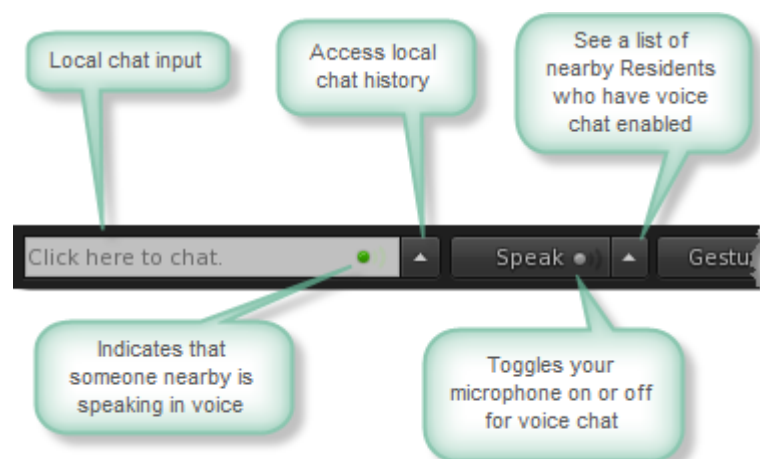 Local chat input
Access local
chat history
See a list of
nearby Residents
who have voice
chat enabled
Click here to chat.
Speak
Gestu
Indicates that
someone nearby is
speaking in voice
Toggles your
microphone on or off
for voice chat